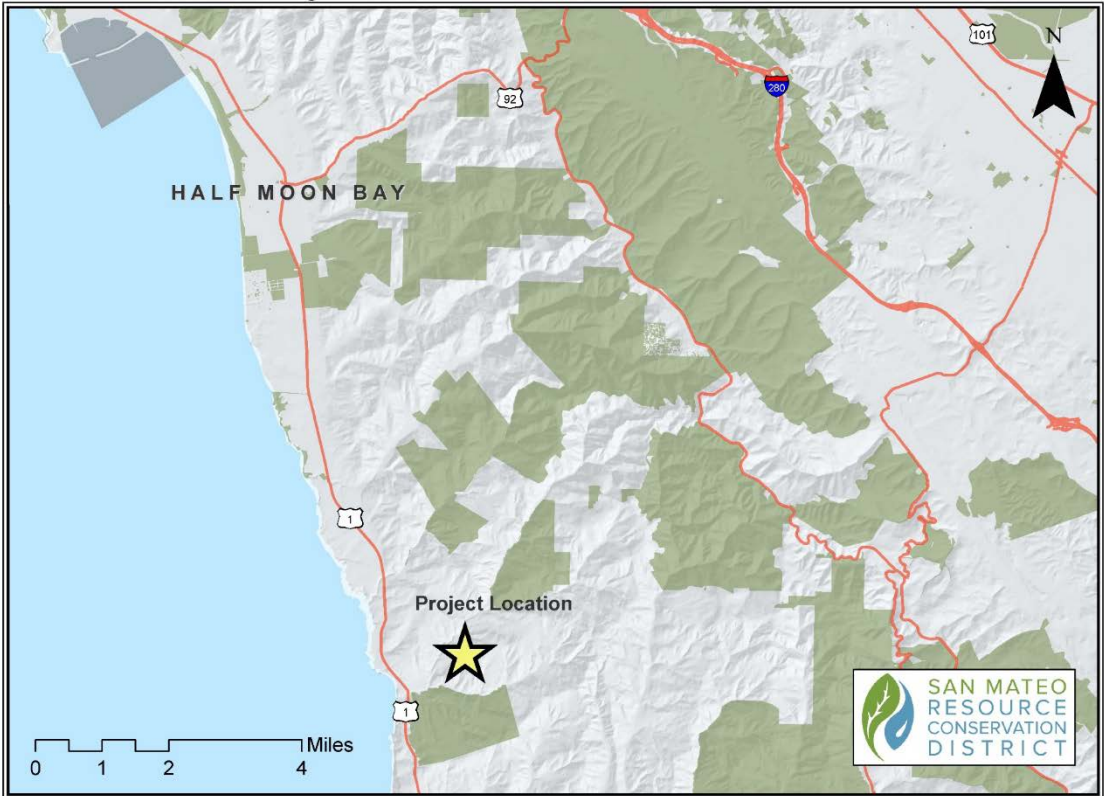 101
N
280
92
HALF MOON BAY
1
Project Location
1
SAN MATEO
RESOURCE
CONSERVATION
DISTRICT
Miles
0 1 2 4